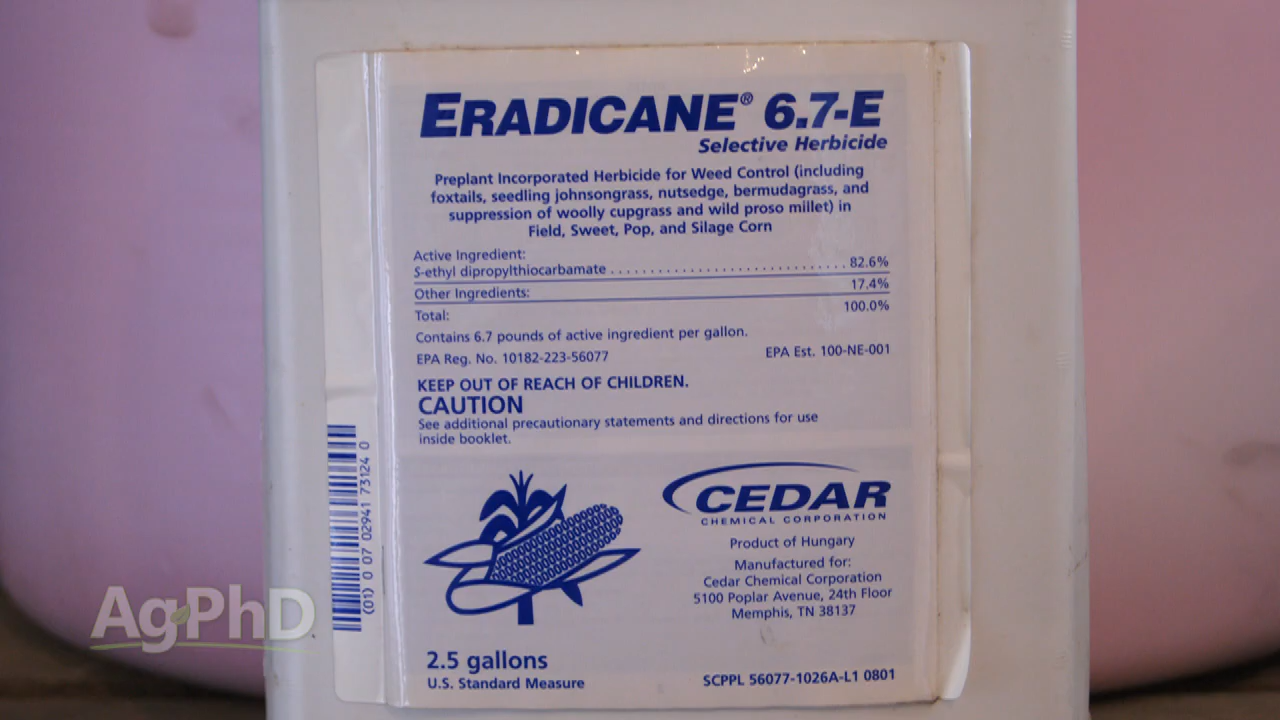 ERADICANE® 6.7-E
Selective Herbicide
Preplant Incorporated Herbicide for Weed Control (including
foxtails, seedling johnsongrass, nutsedge, bermudagrass, and
suppression of woolly cupgrass and wild proso millet) in
Field, Sweet, Pop, and Silage Corn
Active Ingredient:
S-ethyl dipropylthiocarbamate ................................ 82.6%
Other Ingredients: 17.4%
Total: 100.0%
Contains 6.7 pounds of active ingredient per gallon.
EPA Reg. No. 10182-223-56077 EPA Est. 100-NE-001
KEEP OUT OF REACH OF CHILDREN.
CAUTION
See additional precautionary statements and directions for use
inside booklet.
(01) 0 07 02941 73124 0
CEDAR
CHEMICAL CORPORATION
Product of Hungary
Manufactured for:
Cedar Chemical Corporation
5100 Poplar Avenue, 24th Floor
Memphis, TN 38137
2.5 gallons
U.S. Standard Measure
SCPPL 56077-1026A-L1 0801
AgPhD